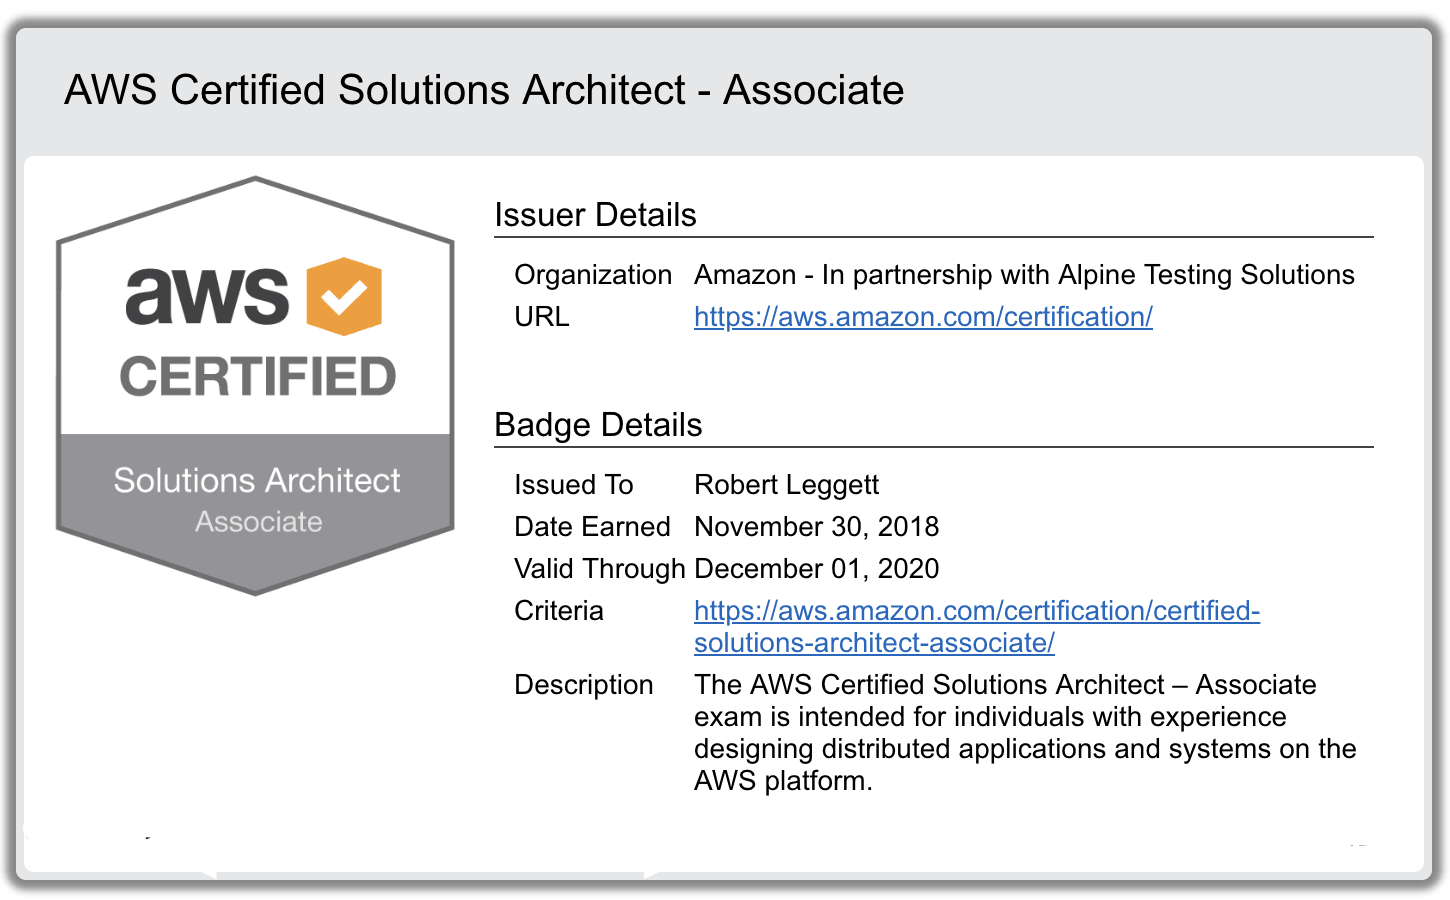 AWS Certified Solutions Architect - Associate
aws
CERTIFIED
Solutions Architect
Associate
Issuer Details
Organization Amazon - In partnership with Alpine Testing Solutions
URL https://aws.amazon.com/certification/
Badge Details
Issued To Robert Leggett
Date Earned November 30, 2018
Valid Through December 01, 2020
Criteria https://aws.amazon.com/certification/certified-
solutions-architect-associate/
Description The AWS Certified Solutions Architect – Associate
exam is intended for individuals with experience
designing distributed applications and systems on the
AWS platform.